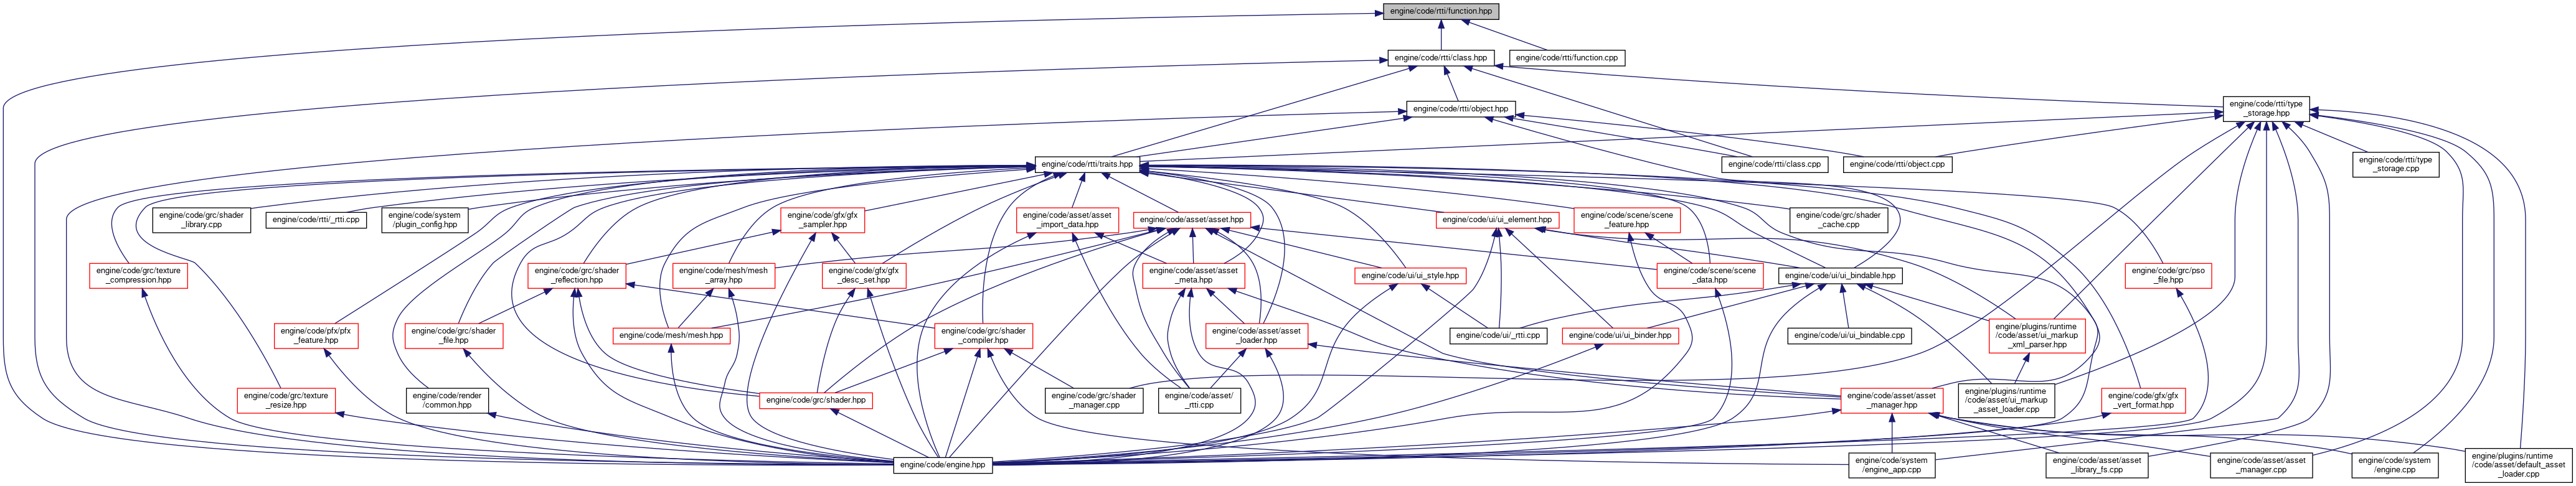 engine/code/rtti/function.hpp
engine/code/rtti/class.hpp
engine/code/rtti/function.cpp
engine/code/rtti/object.hpp
engine/code/rtti/type
_storage.hpp
engine/code/rtti/traits.hpp
engine/code/rtti/class.cpp
engine/code/rtti/object.cpp
engine/code/rtti/type
_storage.cpp
engine/code/grc/shader
_library.cpp
engine/code/rtti/_rtti.cpp
engine/code/system
/plugin_config.hpp
engine/code/gfx/gfx
_sampler.hpp
engine/code/asset/asset
_import_data.hpp
engine/code/asset/asset.hpp
engine/code/ui/ui_element.hpp
engine/code/scene/scene
_feature.hpp
engine/code/grc/shader
_cache.cpp
engine/code/grc/texture
_compression.hpp
engine/code/grc/shader
_reflection.hpp
engine/code/mesh/mesh
_array.hpp
engine/code/gfx/gfx
_desc_set.hpp
engine/code/asset/asset
_meta.hpp
engine/code/ui/ui_style.hpp
engine/code/scene/scene
_data.hpp
engine/code/ui/ui_bindable.hpp
engine/code/grc/pso
_file.hpp
engine/code/pfx/pfx
_feature.hpp
engine/code/grc/shader
_file.hpp
engine/code/mesh/mesh.hpp
engine/code/grc/shader
_compiler.hpp
engine/code/asset/asset
_loader.hpp
engine/code/ui/_rtti.cpp
engine/code/ui/ui_binder.hpp
engine/code/ui/ui_bindable.cpp
engine/plugins/runtime
/code/asset/ui_markup
_xml_parser.hpp
engine/code/grc/texture
_resize.hpp
engine/code/render
/common.hpp
engine/code/grc/shader.hpp
engine/code/grc/shader
_manager.cpp
engine/code/asset/
_rtti.cpp
engine/code/asset/asset
_manager.hpp
engine/plugins/runtime
/code/asset/ui_markup
_asset_loader.cpp
engine/code/gfx/gfx
_vert_format.hpp
engine/code/engine.hpp
engine/code/system
/engine_app.cpp
engine/code/asset/asset
_library_fs.cpp
engine/code/asset/asset
_manager.cpp
engine/code/system
/engine.cpp
engine/plugins/runtime
/code/asset/default_asset
_loader.cpp